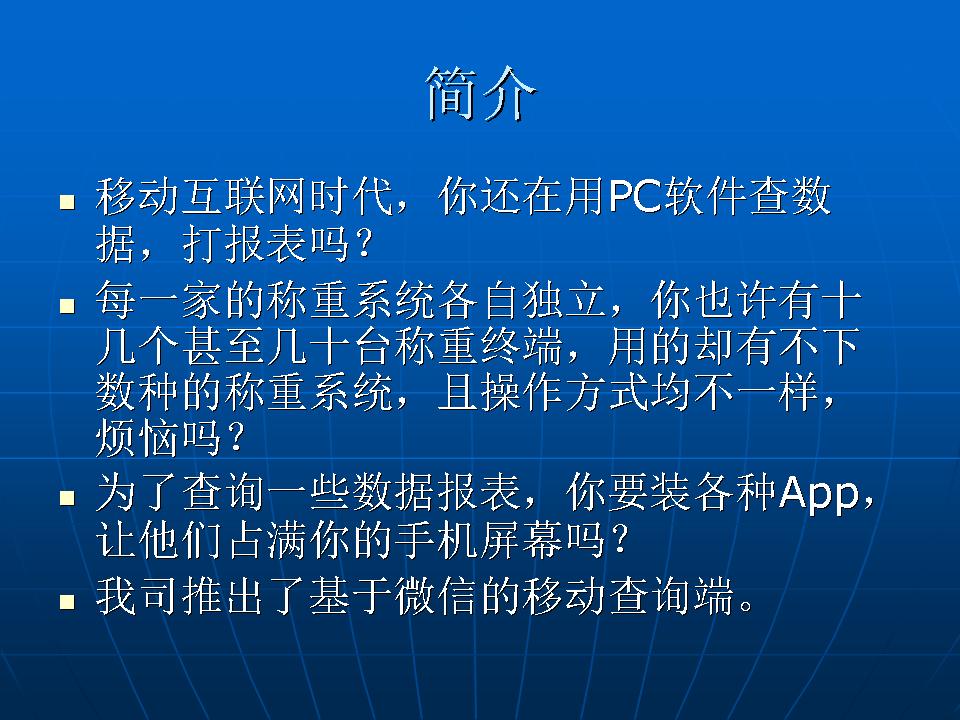 简介
移动互联网时代，你还在用PC软件查数
据，打报表吗？
每一家的称重系统各自独立，你也许有十
几个甚至几十台称重终端，用的却有不下
数种的称重系统，且操作方式均不一样，
烦恼吗？
为了查询一些数据报表，你要装各种App，
让他们占满你的手机屏幕吗？
我司推出了基于微信的移动查询端。